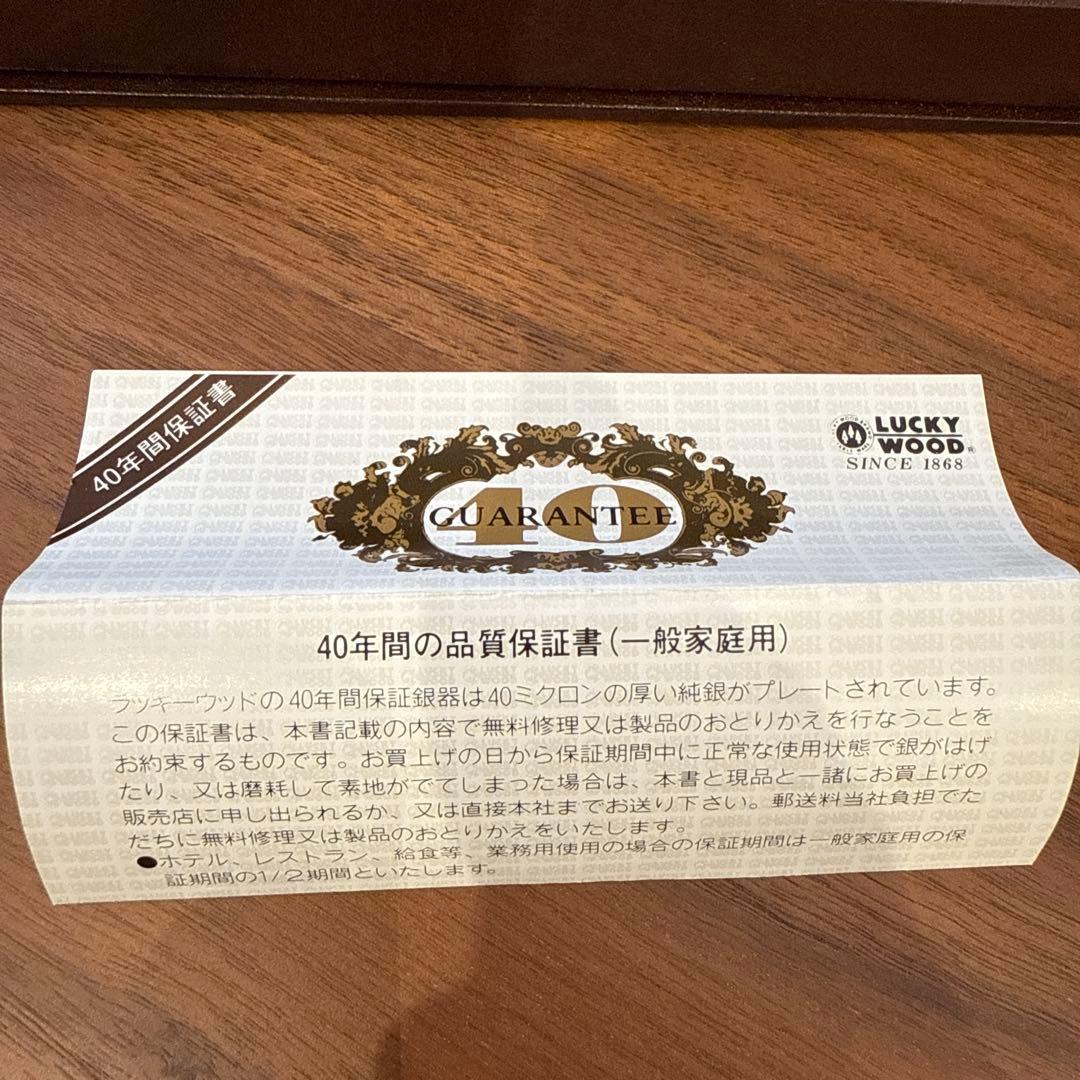 40年間保証書
LUCKY
WOOD®
SINCE 1868
40
GUARANTEE
40年間の品質保証書(一般家庭用)
ラッキーウッドの40年間保証銀器は40ミクロンの厚い純銀がプレートされています。
この保証書は、本書記載の内容で無料修理又は製品のおとりかえを行なうことを
お約束するものです。お買上げの日から保証期間中に正常な使用状態で銀がはげ
たり、又は磨耗して素地がでてしまった場合は、本書と現品と一諸にお買上げの
販売店に申し出られるか、又は直接本社までお送り下さい。郵送料当社負担でた
だちに無料修理又は製品のおとりかえをいたします。
●ホテル、レストラン、給食等、業務用使用の場合の保証期間は一般家庭用の保
証期間の1/2期間といたします。